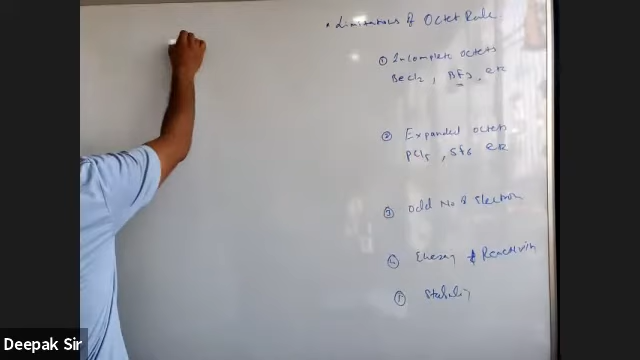 • Limitations of Octet Rule
① Incomplete octets
BeCl2, Bf3, etc
② Expanded octets
PCl5, Sf6 etc
③ Odd No of Electron
④ Energy & Reactivity
⑤ Stability
Deepak Sir